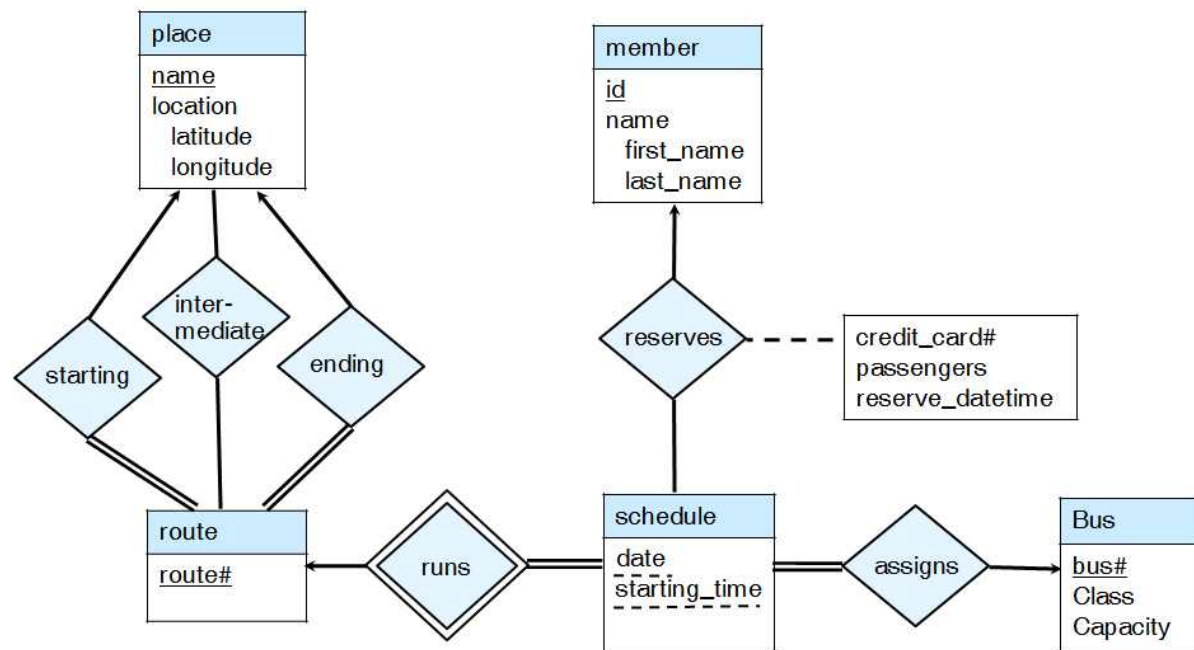 place
name
location
latitude
longitude
member
id
name
first_name
last_name
inter-
mediate
starting
ending
reserves
credit_card#
passengers
reserve_datetime
route
route#
runs
schedule
date
starting_time
assigns
Bus
bus#
Class
Capacity